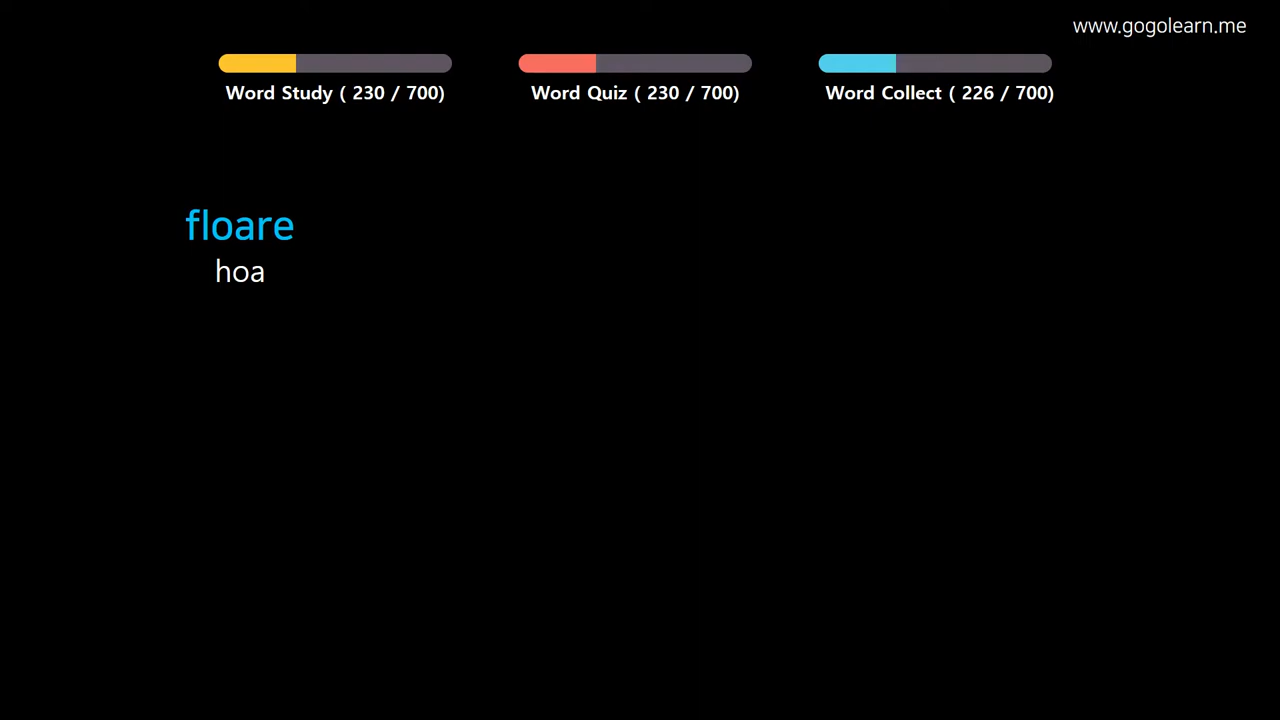 www.gogolearn.me
Word Study ( 230 / 700)
Word Quiz ( 230 / 700)
Word Collect ( 226 / 700)
floare
hoa